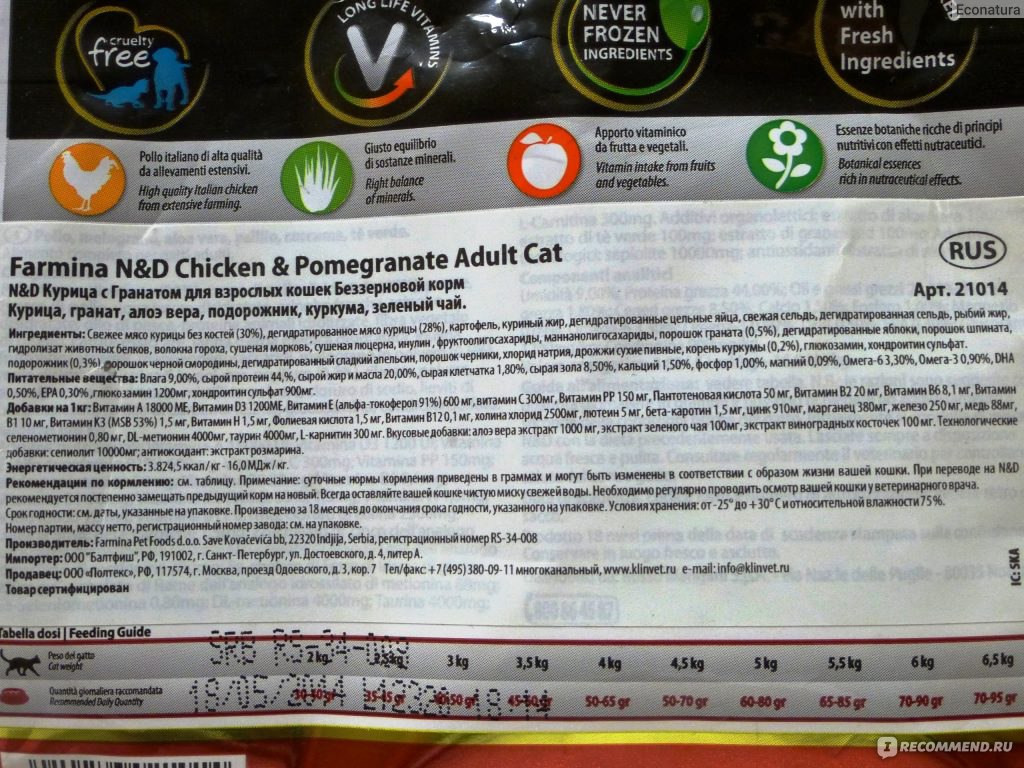 Econatura
cruelty
free
LONG LIFE VITAMINS
V
NEVER
FROZEN
INGREDIENTS
with
Fresh
Ingredients
Pollo italiano di alta qualità
da allevamenti estensivi.
High quality Italian chicken
from extensive farming.
Giusto equilibrio
di sostanze minerali.
Right balance
of minerals.
Apporto vitaminico
da frutta e vegetali.
Vitamin intake from fruits
and vegetables.
Essenze botaniche ricche di principi
nutritivi con effetti nutraceutici.
Botanical essences
rich in nutraceutical effects.
Farmina N&D Chicken & Pomegranate Adult Cat
RUS
N&D Курица с Гранатом для взрослых кошек Беззерновой корм
Арт. 21014
Курица, гранат, алоэ вера, подорожник, куркума, зеленый чай.
Ингредиенты: Свежее мясо курицы без костей (30%), дегидратированное мясо курицы (28%), картофель, куриный жир, дегидратированные цельные яйца, свежая сельдь, дегидратированная сельдь, рыбий жир,
гидролизат животных белков, волокна гороха, сушеная морковь, сушеная люцерна, инулин , фруктоолигосахариды, маннанолигосахариды, порошок граната (0,5%), дегидратированные яблоки, порошок шпината,
подорожник (0,3%), порошок черной смородины, дегидратированный сладкий апельсин, порошок черники, хлорид натрия, дрожжи сухие пивные, корень куркумы (0,2%), глюкозамин, хондроитин сульфат.
Питательные вещества: Влага 9,00%, сырой протеин 44,%, сырой жир и масла 20,00%, сырая клетчатка 1,80%, сырая зола 8,50%, кальций 1,50%, фосфор 1,00%, магний 0,09%, Омега-6 3,30%, Омега-3 0,90%, DHA
0,50%, EPA 0,30% ,глюкозамин 1200мг, хондроитин сульфат 900мг.
Добавки на 1кг: Витамин А 18000 МЕ, Витамин D3 1200МЕ, Витамин Е (альфа-токоферол 91%) 600 мг, витамин С 300мг, Витамин РР 150 мг, Пантотеновая кислота 50 мг, Витамин В2 20 мг, Витамин В6 8,1 мг, Витамин
В1 10 мг, Витамин К3 (MSB 53%) 1,5 мг, Витамин Н 1,5 мг, Фолиевая кислота 1,5 мг, Витамин В12 0,1 мг, холина хлорид 2500мг, лютеин 5 мг, бета-каротин 1,5 мг, цинк 910мг, марганец 380мг, железо 250 мг, медь 88мг,
селенометионин 0,80 мг, DL-метионин 4000мг, таурин 4000мг, L-карнитин 300 мг. Вкусовые добавки: алоэ вера экстракт 1000 мг, экстракт зеленого чая 100мг, экстракт виноградных косточек 100 мг. Технологические
добавки: сепиолит 10000мг; антиоксидант: экстракт розмарина.
Энергетическая ценность: 3.824,5 ккал/ кг - 16,0 МДж/ кг.
Рекомендации по кормлению: см. таблицу. Примечание: суточные нормы кормления приведены в граммах и могут быть изменены в соответствии с образом жизни вашей кошки. При переводе на N&D
рекомендуется постепенно замещать предыдущий корм на новый. Всегда оставляйте вашей кошке чистую миску свежей воды. Необходимо регулярно проводить осмотр вашей кошки у ветеринарного врача.
Срок годности: см. даты, указанные на упаковке. Произведено за 18 месяцев до окончания срока годности, указанного на упаковке. Условия хранения: от -25° до +30° С и относительной влажности 75%.
Номер партии, массу нетто, регистрационный номер завода: см. на упаковке.
Производитель: Farmina Pet Foods d.o.o. Save Kovačevića bb, 22320 Indjija, Serbia, регистрационный номер RS-34-008
Импортер: ООО "Балтфиш", РФ, 191002, г. Санкт- Петербург, ул. Достоевского, д. 4, литер А.
Продавец: ООО «Полтекс», РФ, 117574, г. Москва, проезд Одоевского, д. 3, кор. 7 Тел/факс: +7 (495) 380-09-11 многоканальный, www.klinvet.ru e-mail: info@klinvet.ru
Товар сертифицирован
IC: SKA
Tabella dosi | Feeding Guide
Peso del gatto
Cat weight
2 kg 2,5 kg 3 kg 3,5 kg 4 kg 4,5 kg 5 kg 5,5 kg 6 kg 6,5 kg
Quantità giornaliera raccomandata
Recommended Daily Quantity
50-65 gr 50-70 gr 60-80 gr 65-85 gr 70-90 gr 70-95 gr
SRB RS-34-
18/05/2014
IRECOMMEND.RU